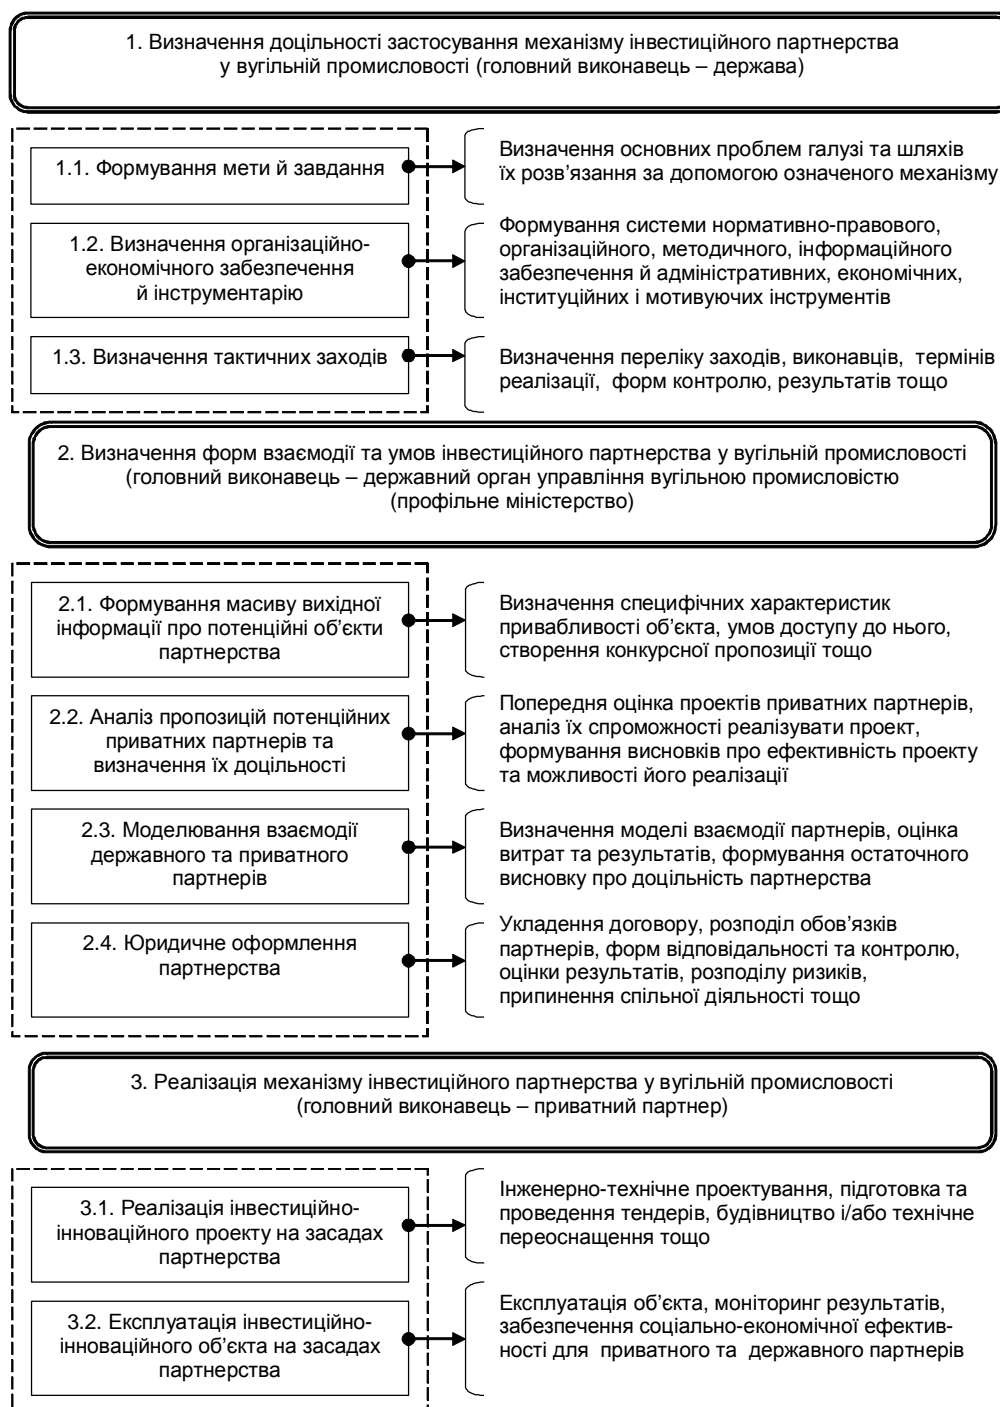 1. Визначення доцільності застосування механізму інвестиційного партнерства
у вугільній промисловості (головний виконавець – держава)
1.1. Формування мети й завдання
Визначення основних проблем галузі та шляхів
їх розв’язання за допомогою означеного механізму
1.2. Визначення організаційно-
економічного забезпечення
й інструментарію
Формування системи нормативно-правового,
організаційного, методичного, інформаційного
забезпечення й адміністративних, економічних,
інституційних і мотивуючих інструментів
1.3. Визначення тактичних заходів
Визначення переліку заходів, виконавців, термінів
реалізації, форм контролю, результатів тощо
2. Визначення форм взаємодії та умов інвестиційного партнерства у вугільній промисловості
(головний виконавець – державний орган управління вугільною промисловістю
(профільне міністерство)
2.1. Формування масиву вихідної
інформації про потенційні об’єкти
партнерства
Визначення специфічних характеристик
привабливості об’єкта, умов доступу до нього,
створення конкурсної пропозиції тощо
2.2. Аналіз пропозицій потенційних
приватних партнерів та
визначення їх доцільності
Попередня оцінка проектів приватних партнерів,
аналіз їх спроможності реалізувати проект,
формування висновків про ефективність проекту
та можливості його реалізації
2.3. Моделювання взаємодії
державного та приватного
партнерів
Визначення моделі взаємодії партнерів, оцінка
витрат та результатів, формування остаточного
висновку про доцільність партнерства
2.4. Юридичне оформлення
партнерства
Укладення договору, розподіл обов’язків
партнерів, форм відповідальності та контролю,
оцінки результатів, розподілу ризиків,
припинення спільної діяльності тощо
3. Реалізація механізму інвестиційного партнерства у вугільній промисловості
(головний виконавець – приватний партнер)
3.1. Реалізація інвестиційно-
інноваційного проекту на засадах
партнерства
Інженерно-технічне проектування, підготовка та
проведення тендерів, будівництво і/або технічне
переоснащення тощо
3.2. Експлуатація інвестиційно-
інноваційного об’єкта на засадах
партнерства
Експлуатація об’єкта, моніторинг результатів,
забезпечення соціально-економічної ефектив-
ності для приватного та державного партнерів